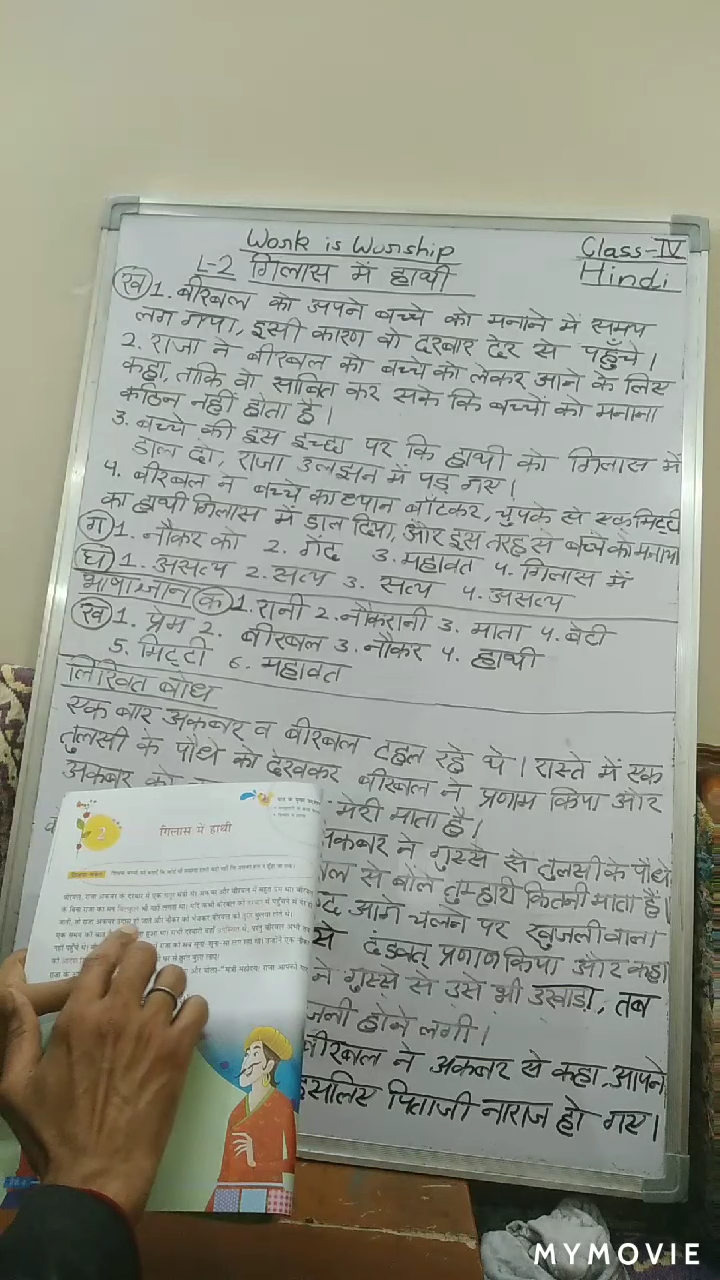 Work is Worship
Class-IV
L-2 गिलास में हाथी
Hindi
(ख) 1. बीरबल को अपने बच्चे को मनाने में समय
लग गया, इसी कारण वो दरबार देर से पहुँचे।
2. राजा ने बीरबल को बच्चे को लेकर आने के लिए
कहा, ताकि वो साबित कर सके कि बच्चों को मनाना
कठिन नहीं होता है।
3. बच्चे की इस इच्छा पर कि हाथी को गिलास में
डाल दो, राजा उलझन में पड़ गए।
4. बीरबल ने बच्चे का ध्यान बाँटकर, चुपके से एक मिट्टी
का हाथी गिलास में डाल दिया, और इस तरह से बच्चे को मनाया
(ग) 1. नौकर को 2. गेंद 3. महावत 4. गिलास में
(घ) 1. असत्य 2. सत्य 3. सत्य 4. असत्य
भाषाज्ञान (क) 1. रानी 2. नौकरानी 3. माता 4. बेटी
(ख) 1. प्रेम 2. बीरबल 3. नौकर 4. हाथी
5. मिट्टी 6. महावत
लिखित बोध
एक बार अकबर व बीरबल टहल रहे थे। रास्ते में एक
तुलसी के पौधे को देखकर बीरबल ने प्रणाम किया और
अकबर को मेरी माता है।
अकबर ने गुस्से से तुलसी के पौधे
से बोले तुम्हारी कितनी माता हैं।
आगे चलने पर खुजली वाला
से दंडवत् प्रणाण किया और कहा
ने गुस्से से उसे भी उखाड़ा, तब
होने लगी।
बीरबल ने अकबर से कहा, आपने
इसलिए पिताजी नाराज हो गए।
2
गिलास में हाथी
MYMOVIE